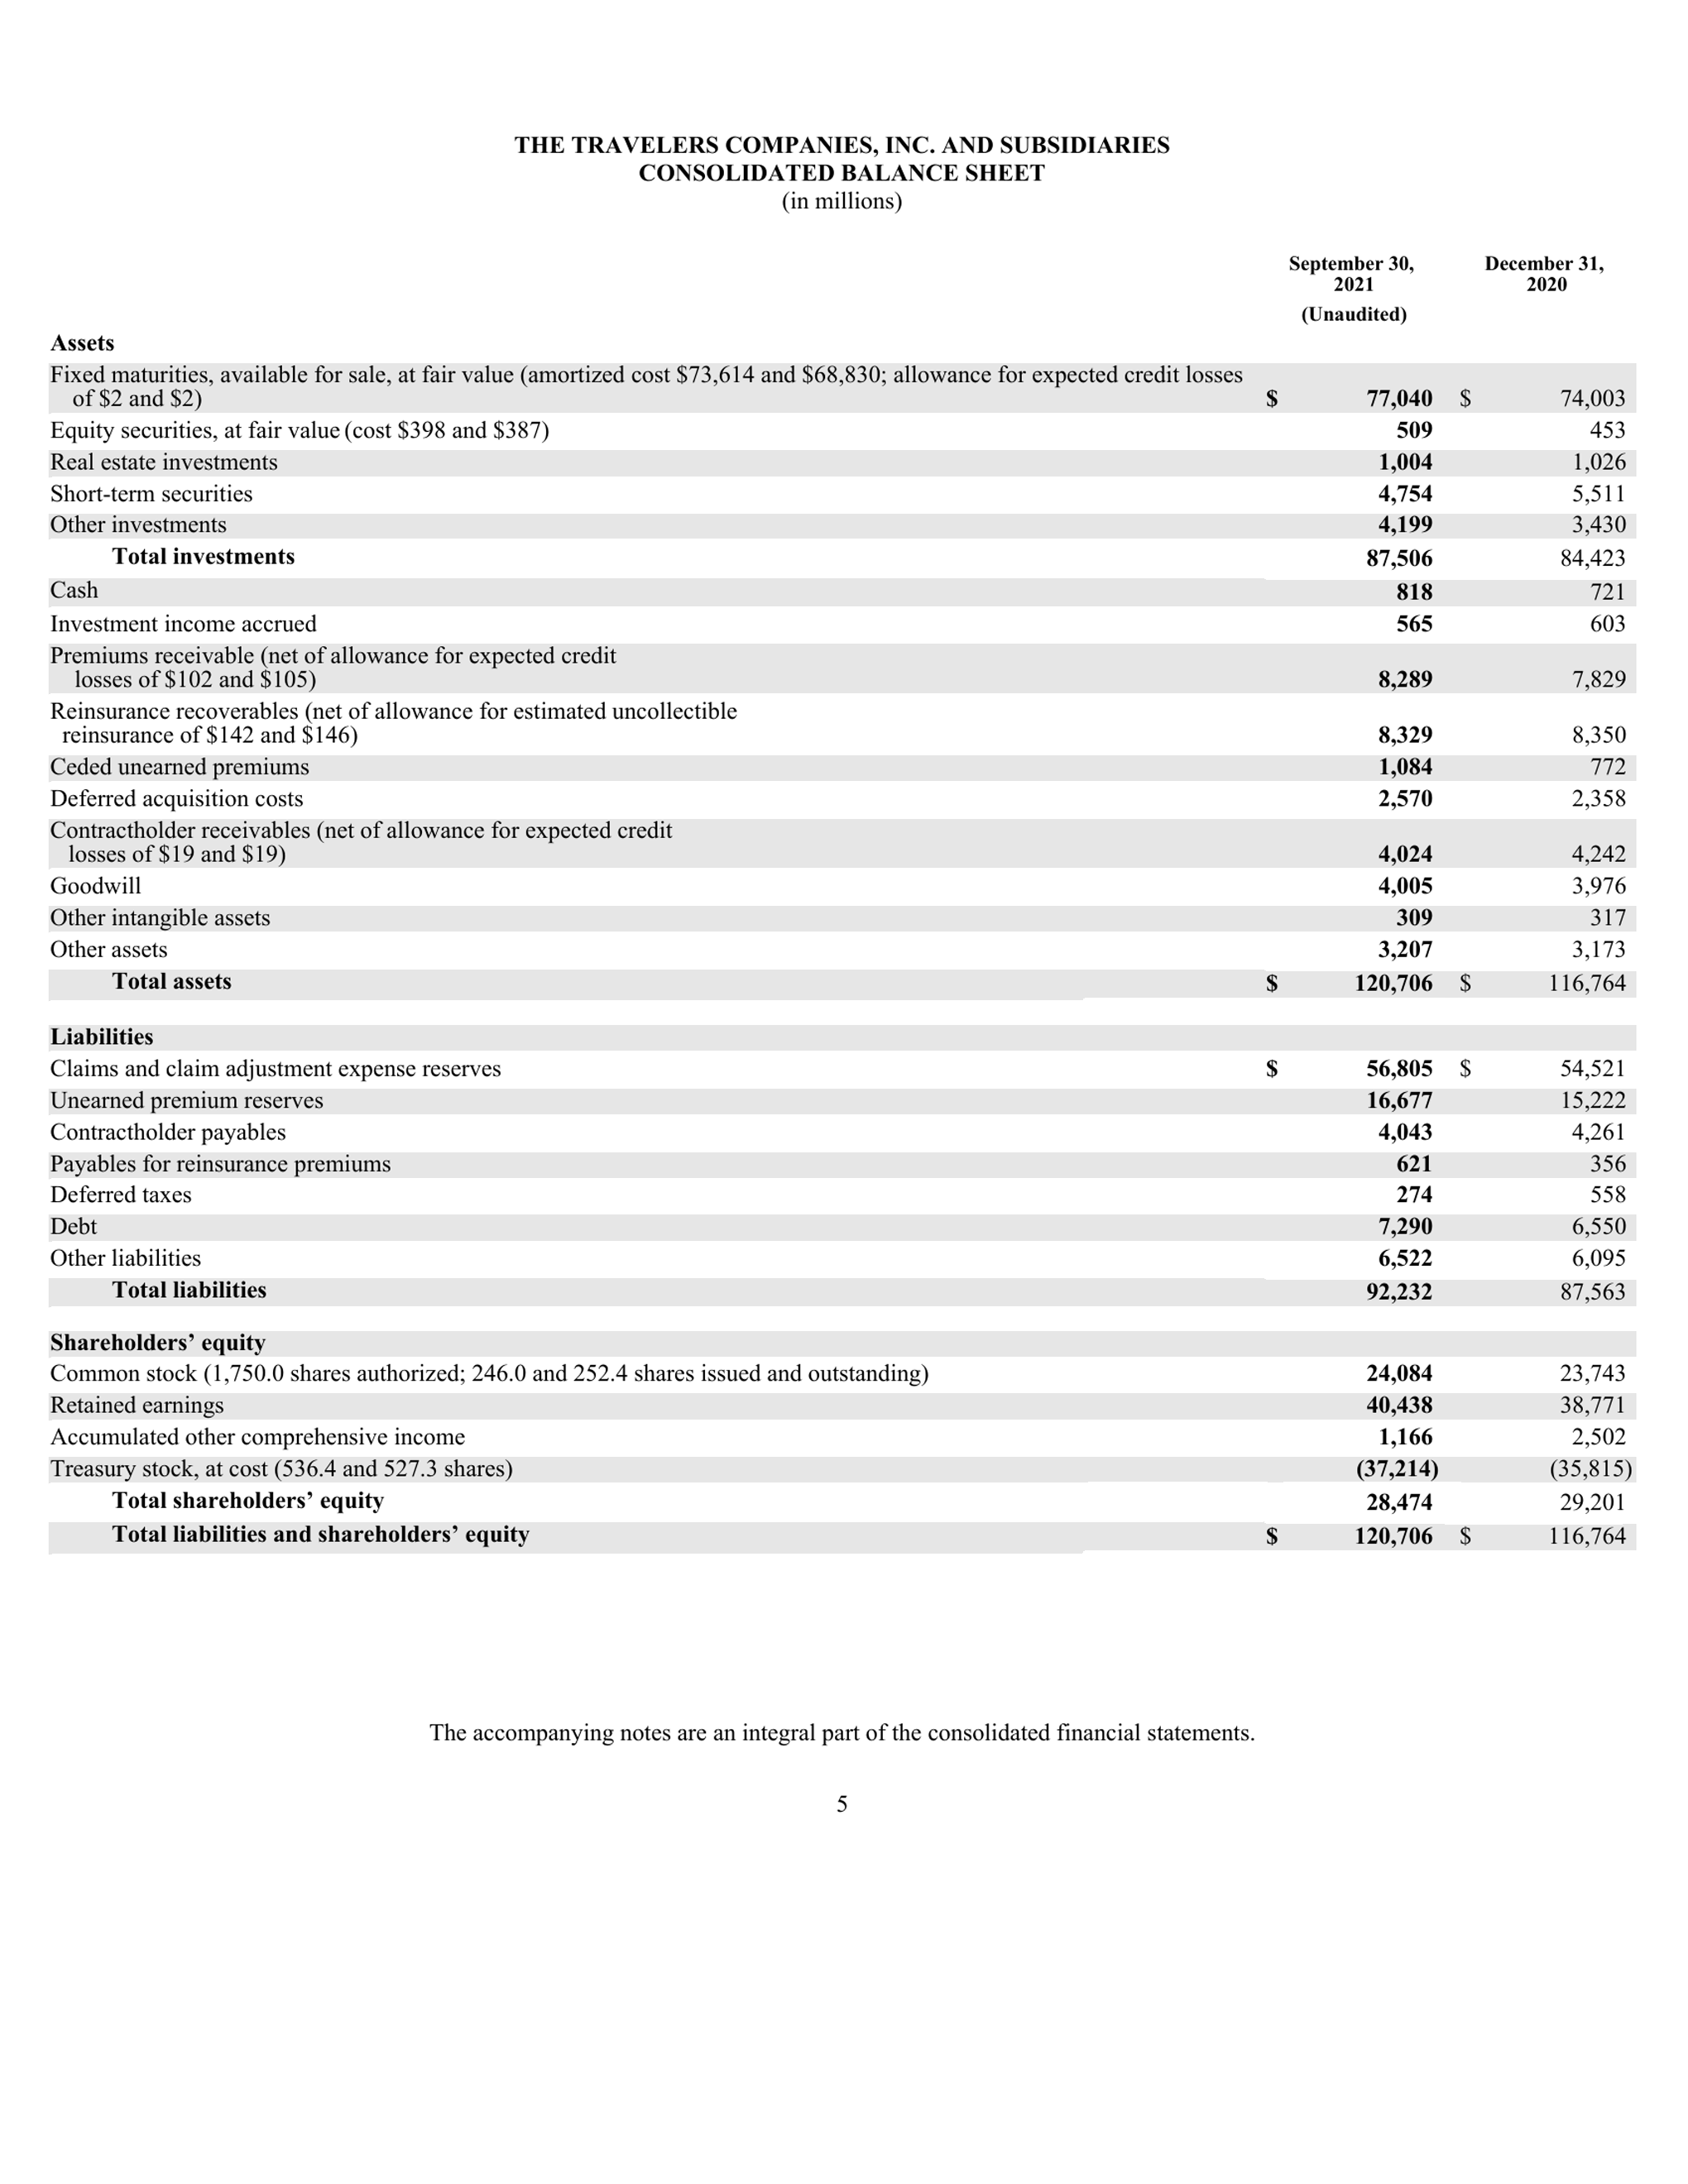 THE TRAVELERS COMPANIES, INC. AND SUBSIDIARIES
CONSOLIDATED BALANCE SHEET
(in millions)
September 30, 2021 December 31, 2020
(Unaudited)
Assets
Fixed maturities, available for sale, at fair value (amortized cost $73,614 and $68,830; allowance for expected credit losses
of $2 and $2) $ 77,040 $ 74,003
Equity securities, at fair value (cost $398 and $387) 509 453
Real estate investments 1,004 1,026
Short-term securities 4,754 5,511
Other investments 4,199 3,430
Total investments 87,506 84,423
Cash 818 721
Investment income accrued 565 603
Premiums receivable (net of allowance for expected credit
losses of $102 and $105) 8,289 7,829
Reinsurance recoverables (net of allowance for estimated uncollectible
reinsurance of $142 and $146) 8,329 8,350
Ceded unearned premiums 1,084 772
Deferred acquisition costs 2,570 2,358
Contractholder receivables (net of allowance for expected credit
losses of $19 and $19) 4,024 4,242
Goodwill 4,005 3,976
Other intangible assets 309 317
Other assets 3,207 3,173
Total assets $ 120,706 $ 116,764
Liabilities
Claims and claim adjustment expense reserves $ 56,805 $ 54,521
Unearned premium reserves 16,677 15,222
Contractholder payables 4,043 4,261
Payables for reinsurance premiums 621 356
Deferred taxes 274 558
Debt 7,290 6,550
Other liabilities 6,522 6,095
Total liabilities 92,232 87,563
Shareholders’ equity
Common stock (1,750.0 shares authorized; 246.0 and 252.4 shares issued and outstanding) 24,084 23,743
Retained earnings 40,438 38,771
Accumulated other comprehensive income 1,166 2,502
Treasury stock, at cost (536.4 and 527.3 shares) (37,214) (35,815)
Total shareholders’ equity 28,474 29,201
Total liabilities and shareholders’ equity $ 120,706 $ 116,764
The accompanying notes are an integral part of the consolidated financial statements.
5